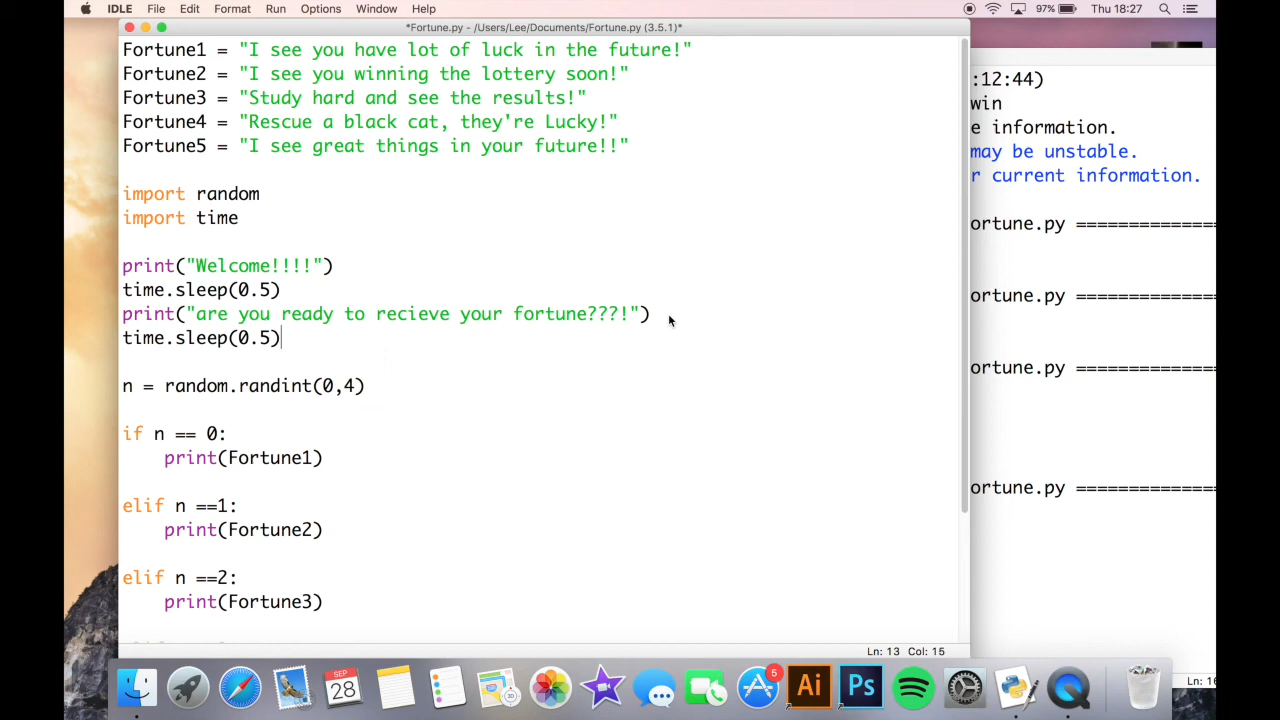 IDLE File Edit Format Run Options Window Help 97% Thu 18:27
*Fortune.py - /Users/Lee/Documents/Fortune.py (3.5.1)*
Fortune1 = "I see you have lot of luck in the future!"
Fortune2 = "I see you winning the lottery soon!"
Fortune3 = "Study hard and see the results!"
Fortune4 = "Rescue a black cat, they're Lucky!"
Fortune5 = "I see great things in your future!!"
import random
import time
print("Welcome!!!!")
time.sleep(0.5)
print("are you ready to recieve your fortune???!")
time.sleep(0.5)
n = random.randint(0,4)
if n == 0:
print(Fortune1)
elif n ==1:
print(Fortune2)
elif n ==2:
print(Fortune3)
Ln: 13 Col: 15
:12:44)
win
e information.
may be unstable.
r current information.
ortune.py ==============
ortune.py ==============
ortune.py ==============
ortune.py ==============
Ln: 16
SEP
28
30
5
Ai
Ps